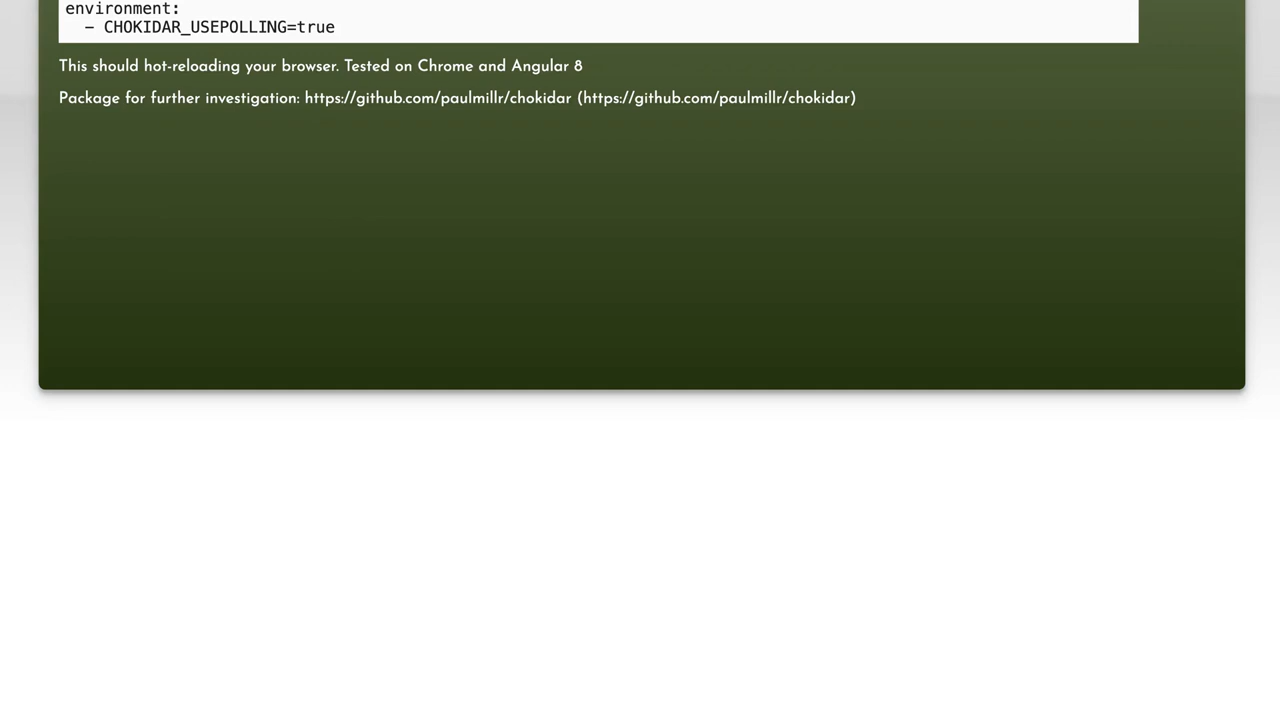 environment:
  - CHOKIDAR_USEPOLLING=true
This should hot-reloading your browser. Tested on Chrome and Angular 8
Package for further investigation: https://github.com/paulmillr/chokidar (https://github.com/paulmillr/chokidar)